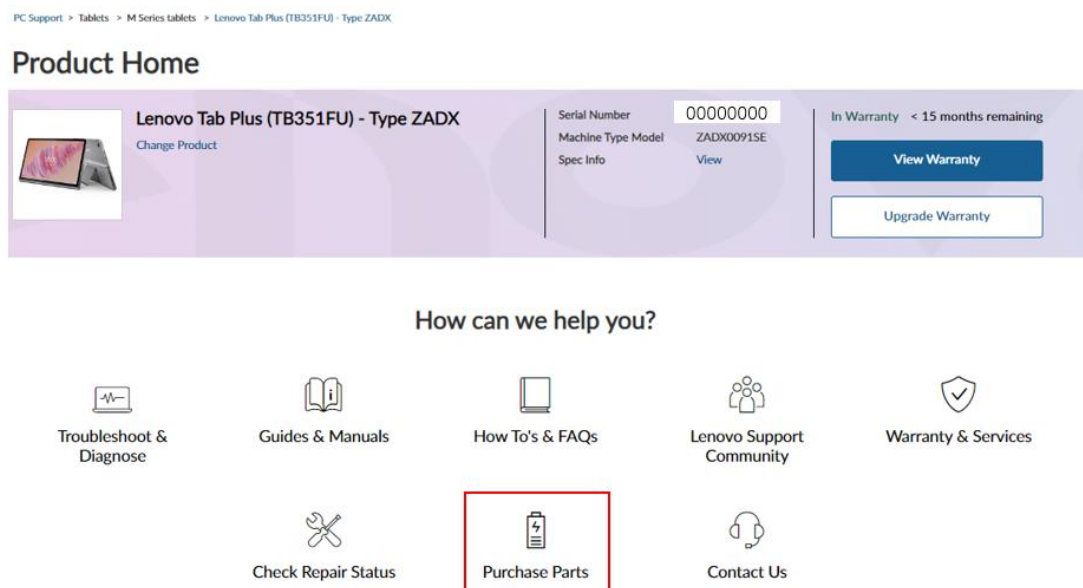 PC Support > Tablets > M Series tablets > Lenovo Tab Plus (TB351FU) - Type ZADX
Product Home
Lenovo Tab Plus (TB351FU) - Type ZADX
Change Product
Serial Number 00000000
Machine Type Model ZADX0091SE
Spec Info View
In Warranty < 15 months remaining
View Warranty
Upgrade Warranty
How can we help you?
Troubleshoot &
Diagnose
Guides & Manuals
How To's & FAQs
Lenovo Support
Community
Warranty & Services
Check Repair Status
Purchase Parts
Contact Us